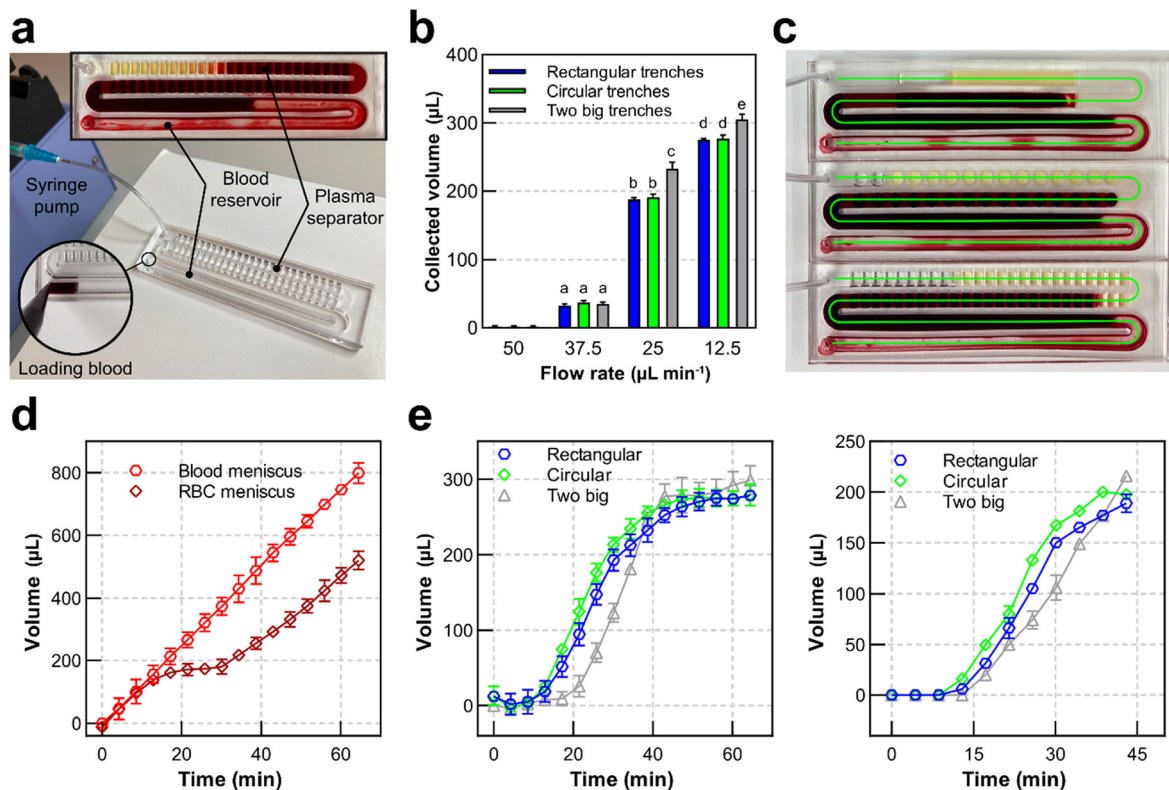 a
Syringe
pump
Blood
reservoir
Plasma
separator
Loading blood
b
Collected volume (µL)
400
300
200
100
0
Rectangular trenches
Circular trenches
Two big trenches
a a a
b b c
d d e
50 37.5 25 12.5
Flow rate (µL min⁻¹)
c
d
Volume (µL)
800
600
400
200
0
Blood meniscus
RBC meniscus
0 20 40 60
Time (min)
e
Volume (µL)
300
200
100
0
Rectangular
Circular
Two big
0 20 40 60
Time (min)
Volume (µL)
250
200
150
100
50
0
Rectangular
Circular
Two big
0 15 30 45
Time (min)